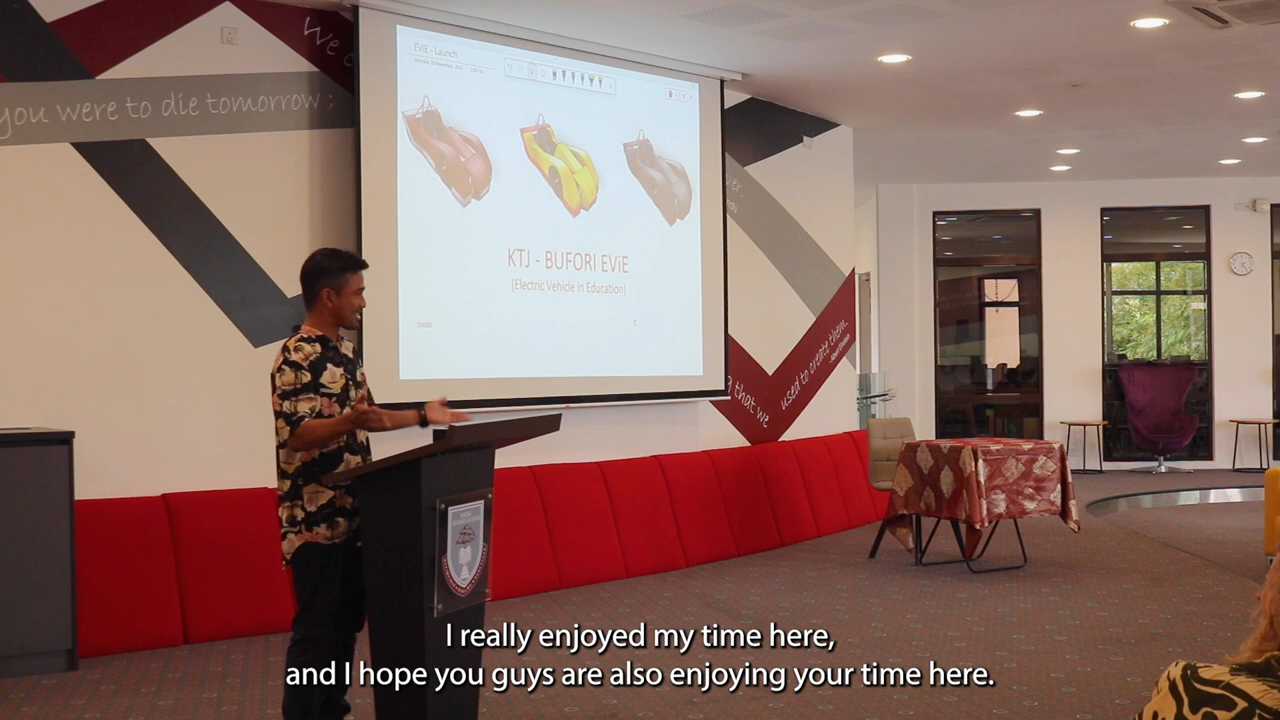 We c
you were to die tomorrow ;
EViE - Launch
KTJ - BUFORI EViE
(Electric Vehicle in Education)
g that we
used to create them.
I really enjoyed my time here,
and I hope you guys are also enjoying your time here.